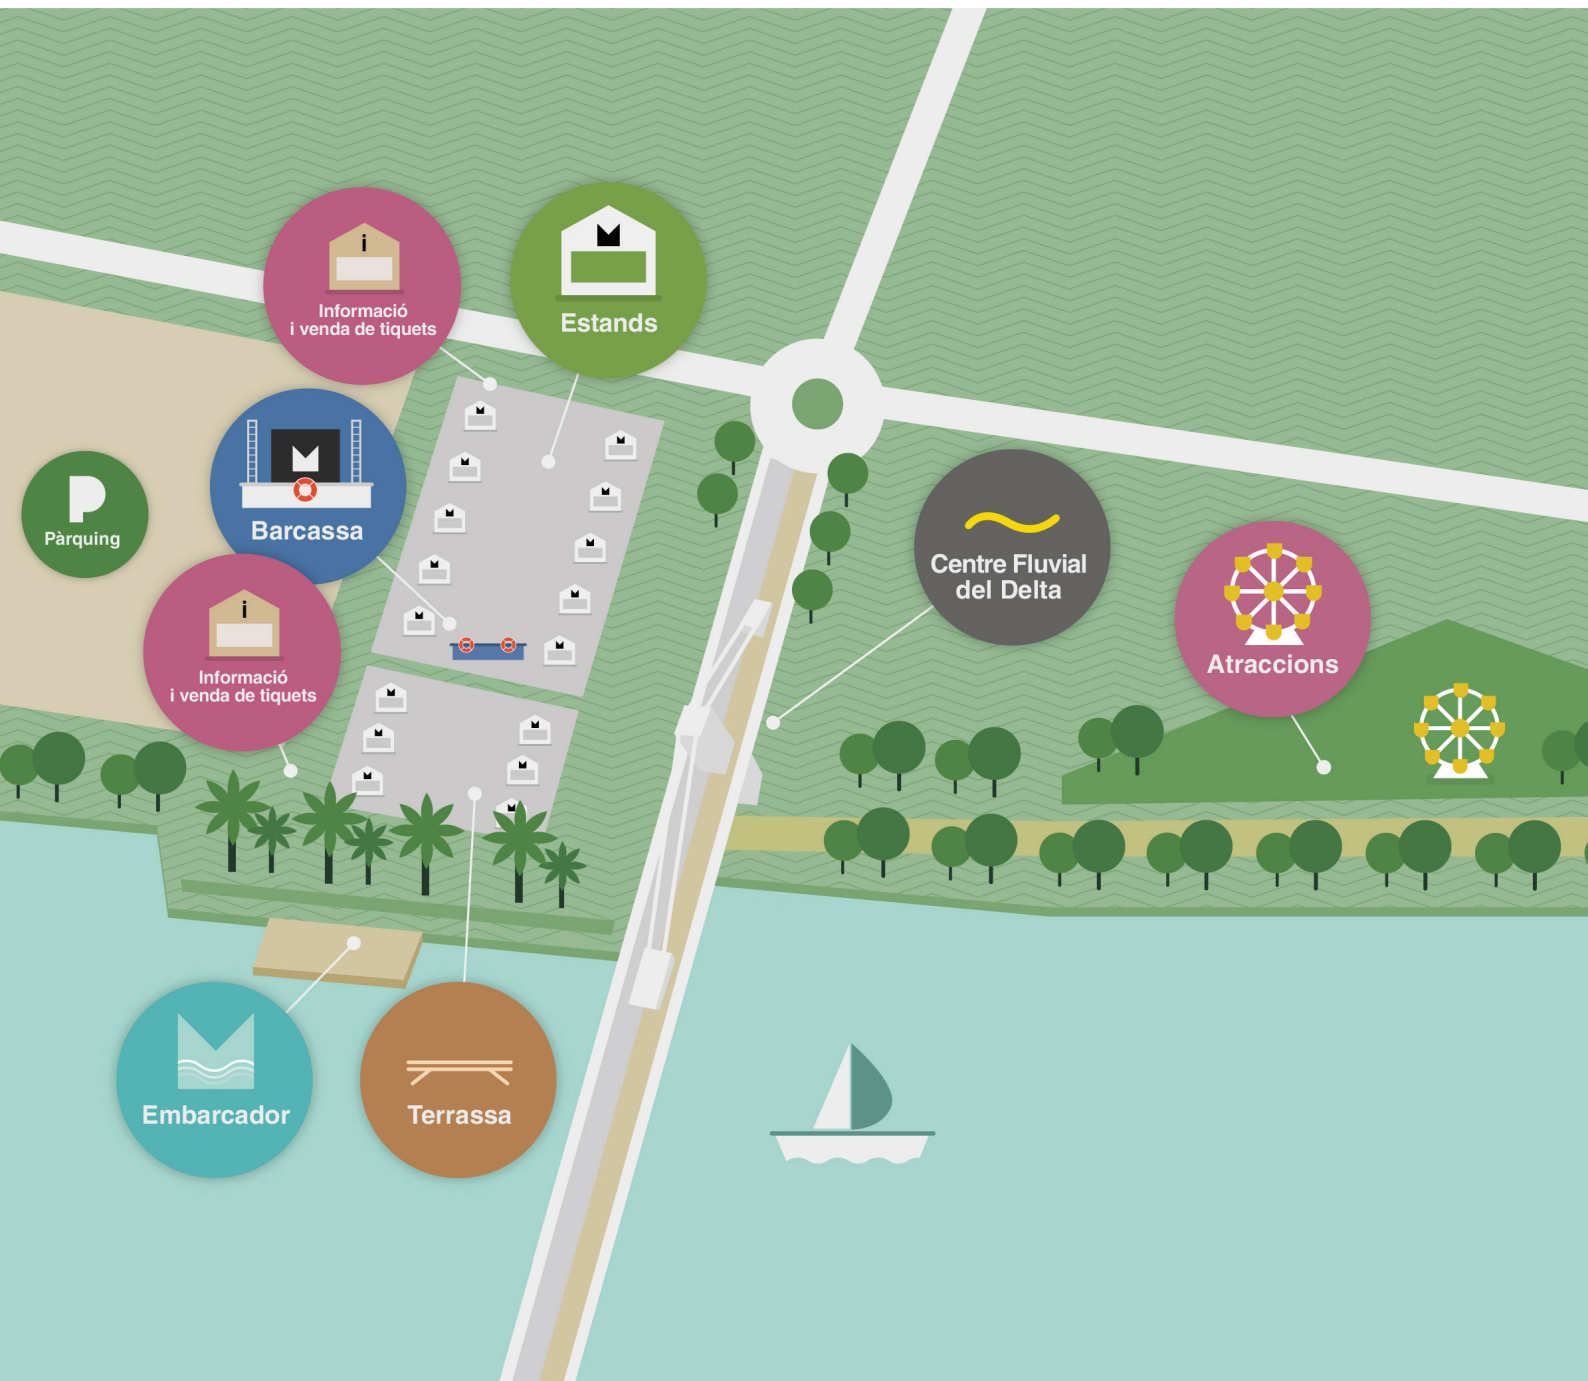 i
Informació
i venda de tiquets
Estands
Barcassa
Pàrquing
Centre Fluvial
del Delta
Atraccions
i
Informació
i venda de tiquets
Embarcador
Terrassa